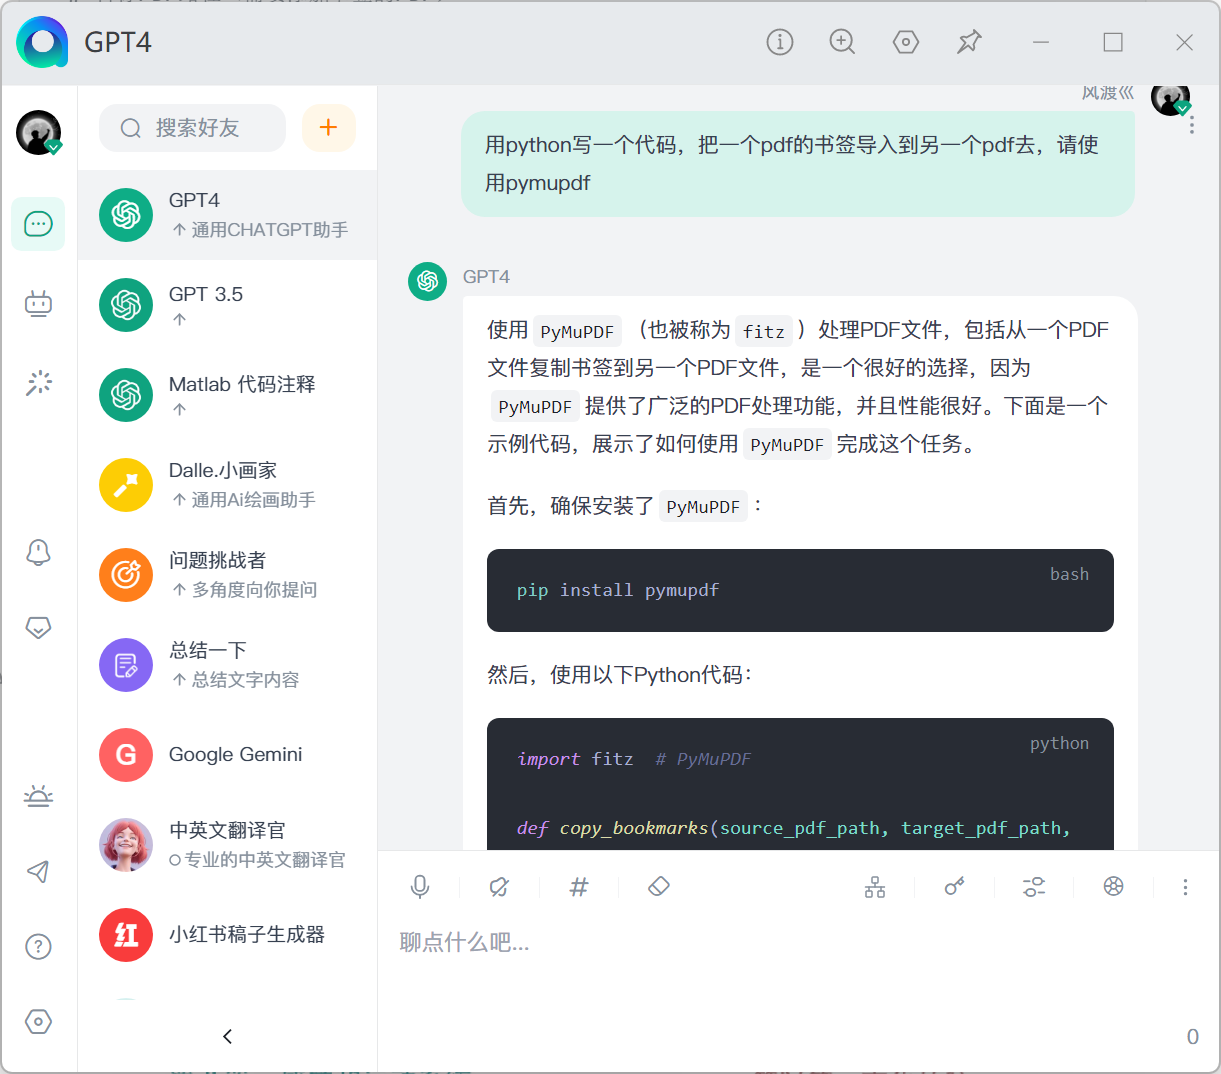 GPT4
搜索好友
GPT4
↑ 通用CHATGPT助手
GPT 3.5
↑
Matlab 代码注释
↑
Dalle.小画家
↑ 通用Ai绘画助手
问题挑战者
↑ 多角度向你提问
总结一下
↑ 总结文字内容
G
Google Gemini
中英文翻译官
专业的中英文翻译官
红
小红书稿子生成器
风渡巛
用python写一个代码，把一个pdf的书签导入到另一个pdf去，请使
用pymupdf
GPT4
使用 PyMuPDF （也被称为 fitz ）处理PDF文件，包括从一个PDF
文件复制书签到另一个PDF文件，是一个很好的选择，因为
PyMuPDF 提供了广泛的PDF处理功能，并且性能很好。下面是一个
示例代码，展示了如何使用 PyMuPDF 完成这个任务。
首先，确保安装了 PyMuPDF ：
bash
pip install pymupdf
然后，使用以下Python代码：
python
import fitz  # PyMuPDF
def copy_bookmarks(source_pdf_path, target_pdf_path,
聊点什么吧...
0